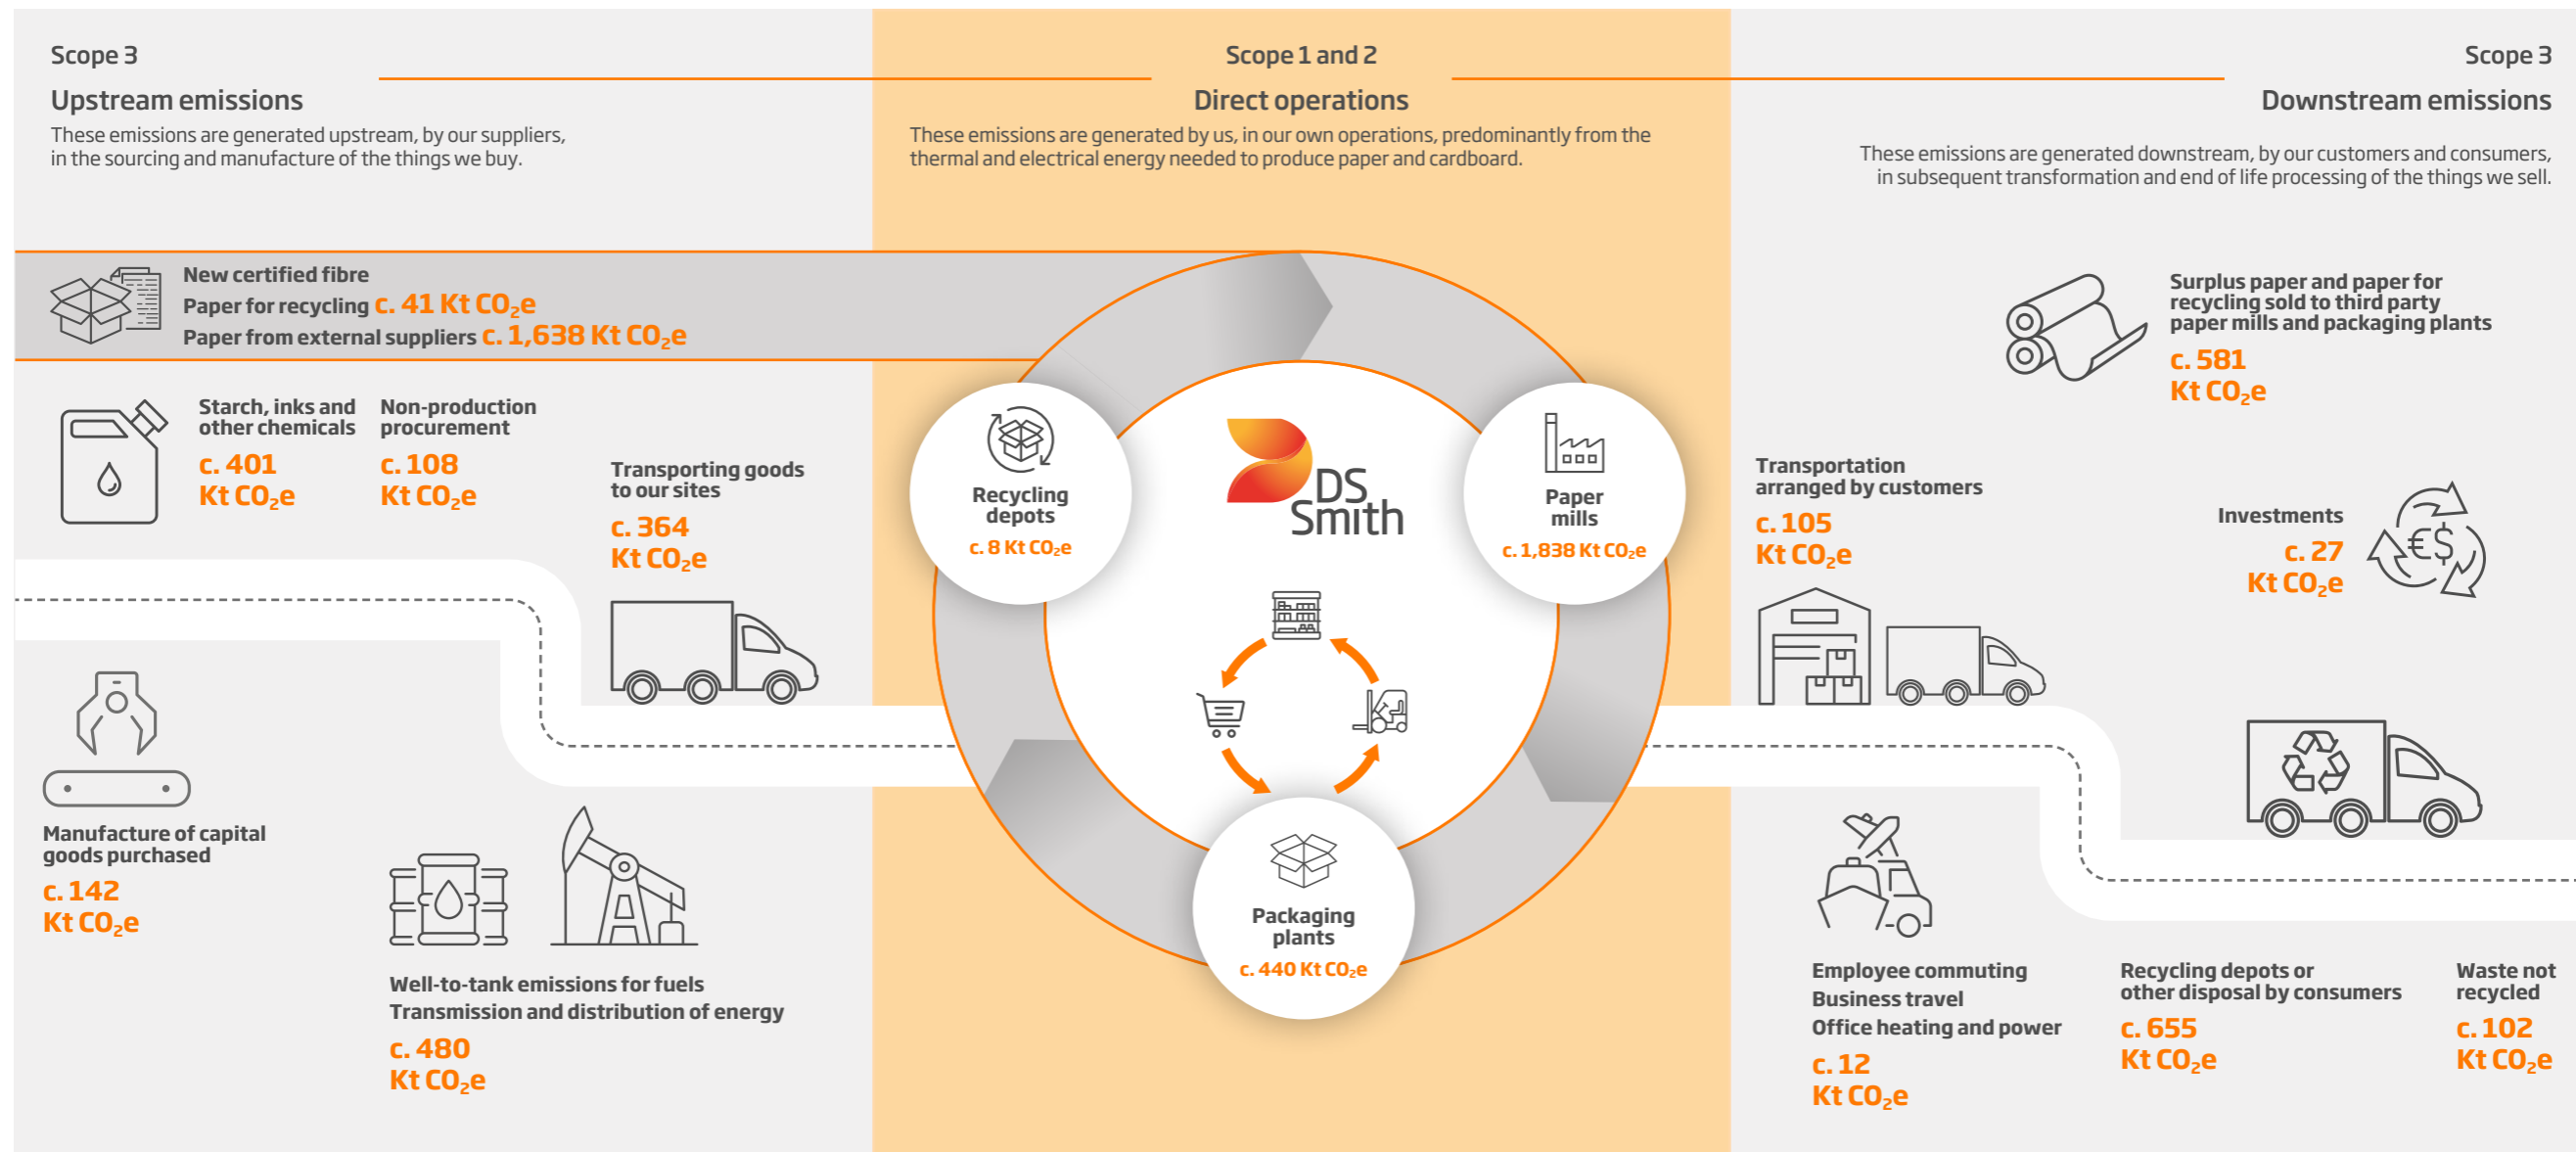 Scope 3
Upstream emissions
These emissions are generated upstream, by our suppliers,
in the sourcing and manufacture of the things we buy.
Scope 1 and 2
Direct operations
These emissions are generated by us, in our own operations, predominantly from the
thermal and electrical energy needed to produce paper and cardboard.
Scope 3
Downstream emissions
These emissions are generated downstream, by our customers and consumers,
in subsequent transformation and end of life processing of the things we sell.
New certified fibre
Paper for recycling c. 41 Kt CO₂e
Paper from external suppliers c. 1,638 Kt CO₂e
Starch, inks and
other chemicals
c. 401
Kt CO₂e
Non-production
procurement
c. 108
Kt CO₂e
Transporting goods
to our sites
c. 364
Kt CO₂e
Manufacture of capital
goods purchased
c. 142
Kt CO₂e
Well-to-tank emissions for fuels
Transmission and distribution of energy
c. 480
Kt CO₂e
Recycling
depots
c. 8 Kt CO₂e
DS
Smith
Paper
mills
c. 1,838 Kt CO₂e
Packaging
plants
c. 440 Kt CO₂e
Surplus paper and paper for
recycling sold to third party
paper mills and packaging plants
c. 581
Kt CO₂e
Transportation
arranged by customers
c. 105
Kt CO₂e
Investments
c. 27
Kt CO₂e
€$
Employee commuting
Business travel
Office heating and power
c. 12
Kt CO₂e
Recycling depots or
other disposal by consumers
c. 655
Kt CO₂e
Waste not
recycled
c. 102
Kt CO₂e